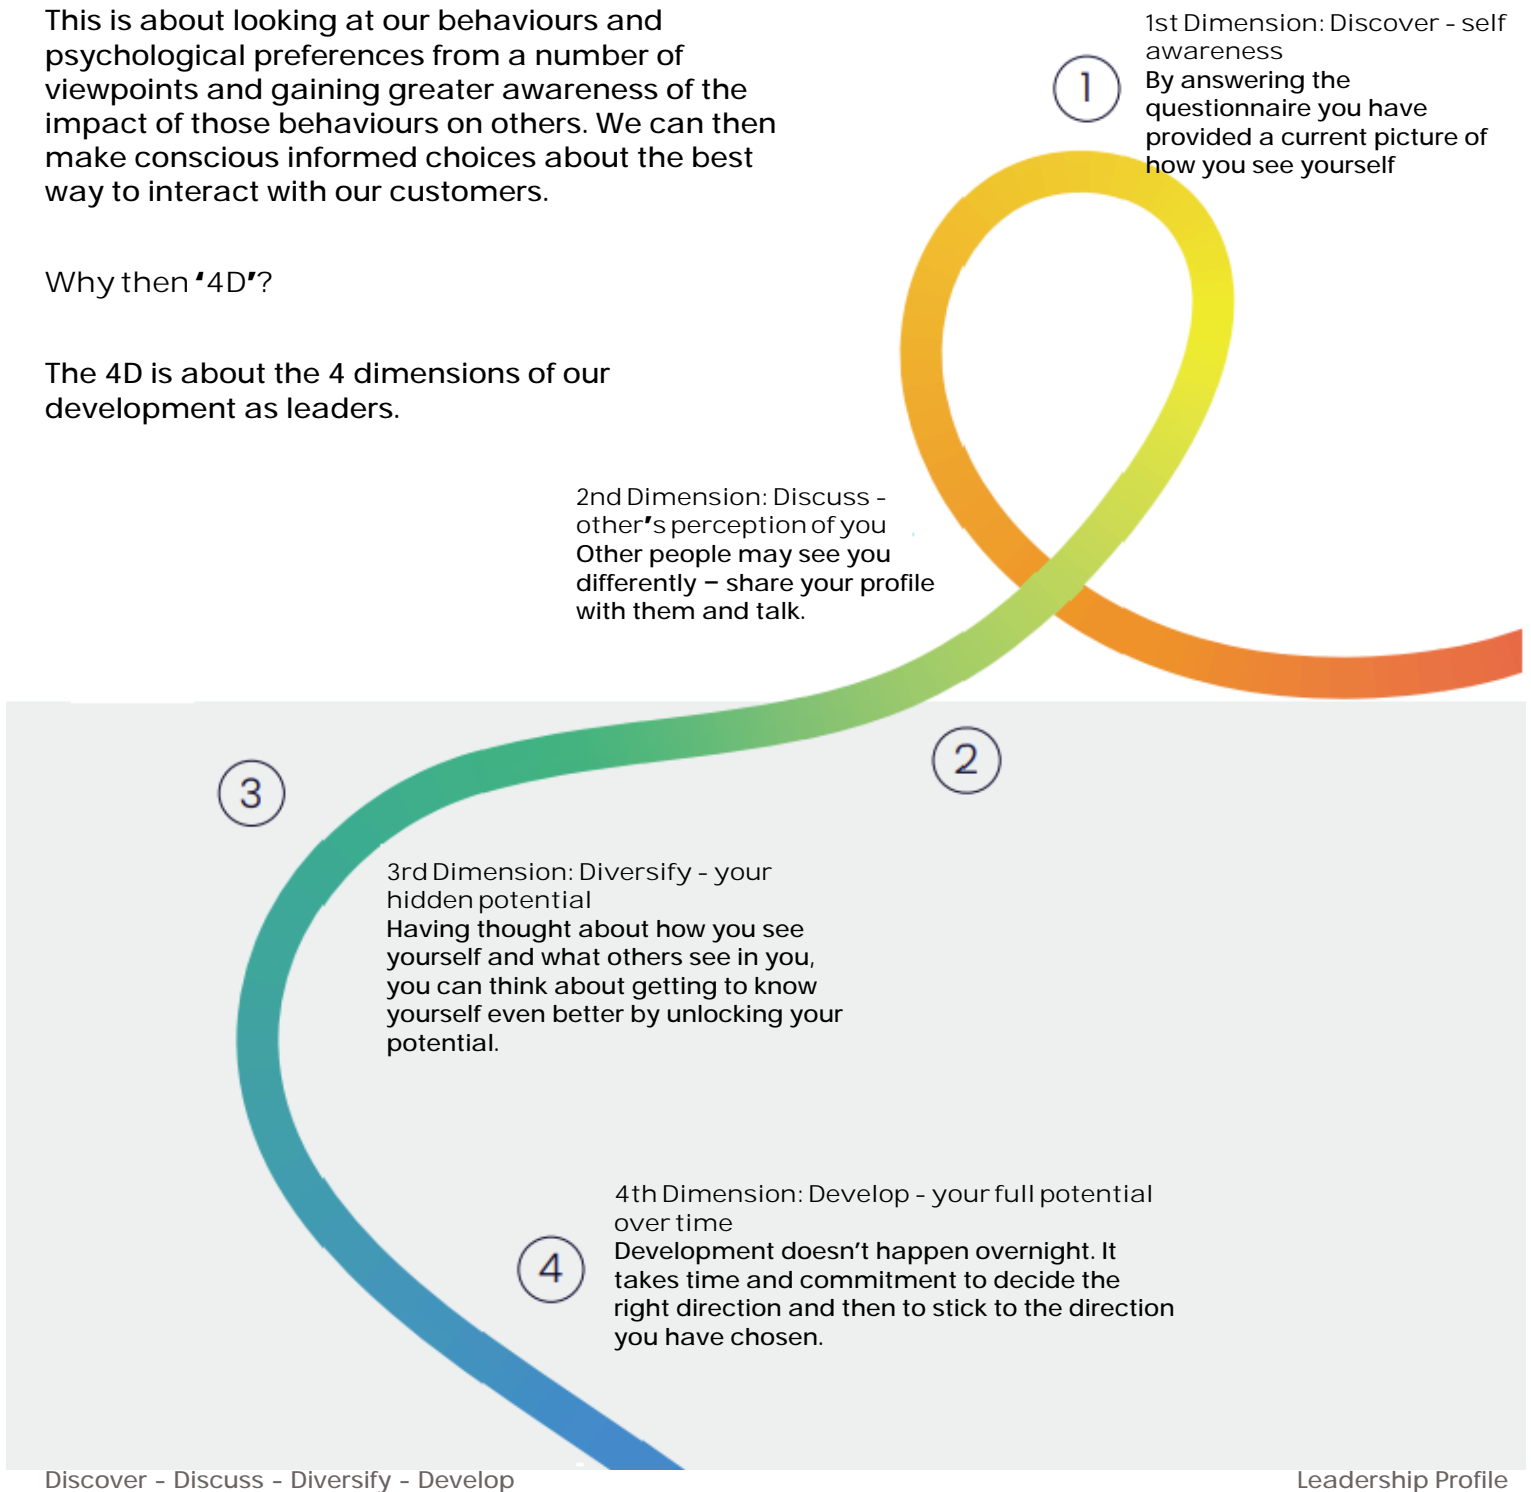 This is about looking at our behaviours and
psychological preferences from a number of
viewpoints and gaining greater awareness of the
impact of those behaviours on others. We can then
make conscious informed choices about the best
way to interact with our customers.
Why then '4D'?
The 4D is about the 4 dimensions of our
development as leaders.
1
1st Dimension: Discover - self
awareness
By answering the
questionnaire you have
provided a current picture of
how you see yourself
2nd Dimension: Discuss -
other's perception of you
Other people may see you
differently – share your profile
with them and talk.
2
3
3rd Dimension: Diversify - your
hidden potential
Having thought about how you see
yourself and what others see in you,
you can think about getting to know
yourself even better by unlocking your
potential.
4
4th Dimension: Develop - your full potential
over time
Development doesn't happen overnight. It
takes time and commitment to decide the
right direction and then to stick to the direction
you have chosen.
Discover - Discuss - Diversify - Develop
Leadership Profile